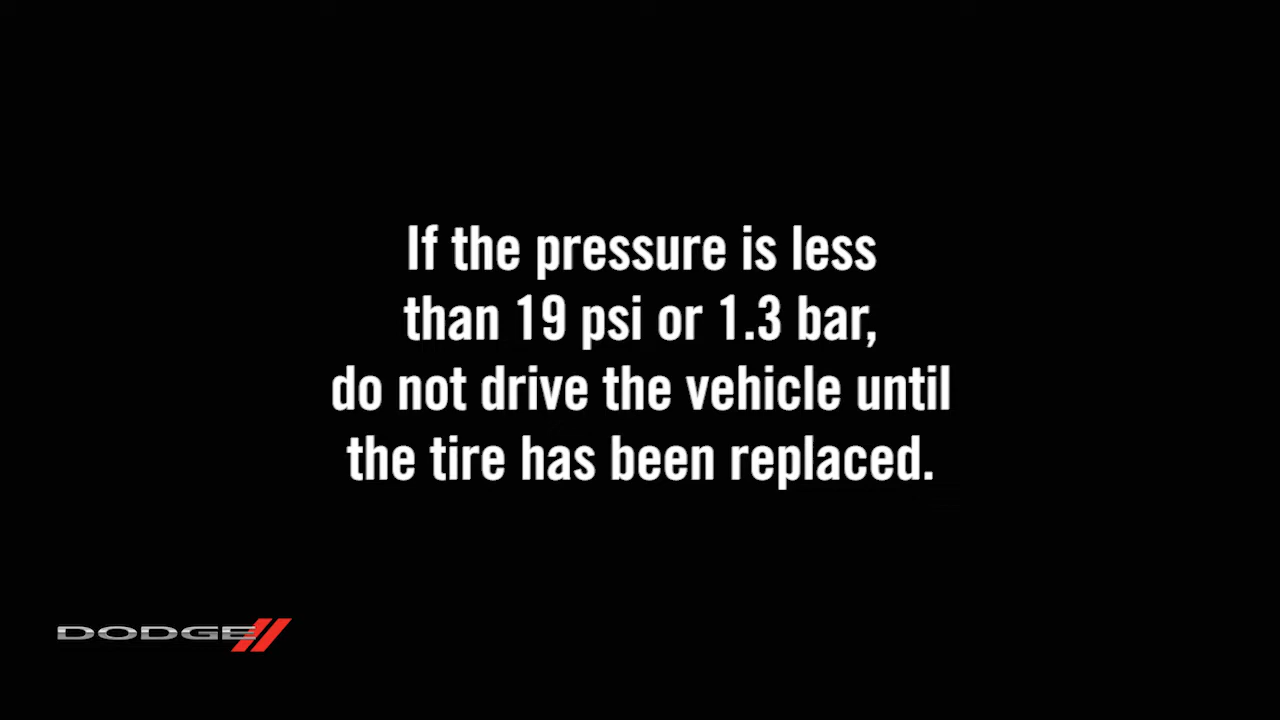 If the pressure is less
than 19 psi or 1.3 bar,
do not drive the vehicle until
the tire has been replaced.
DODGE